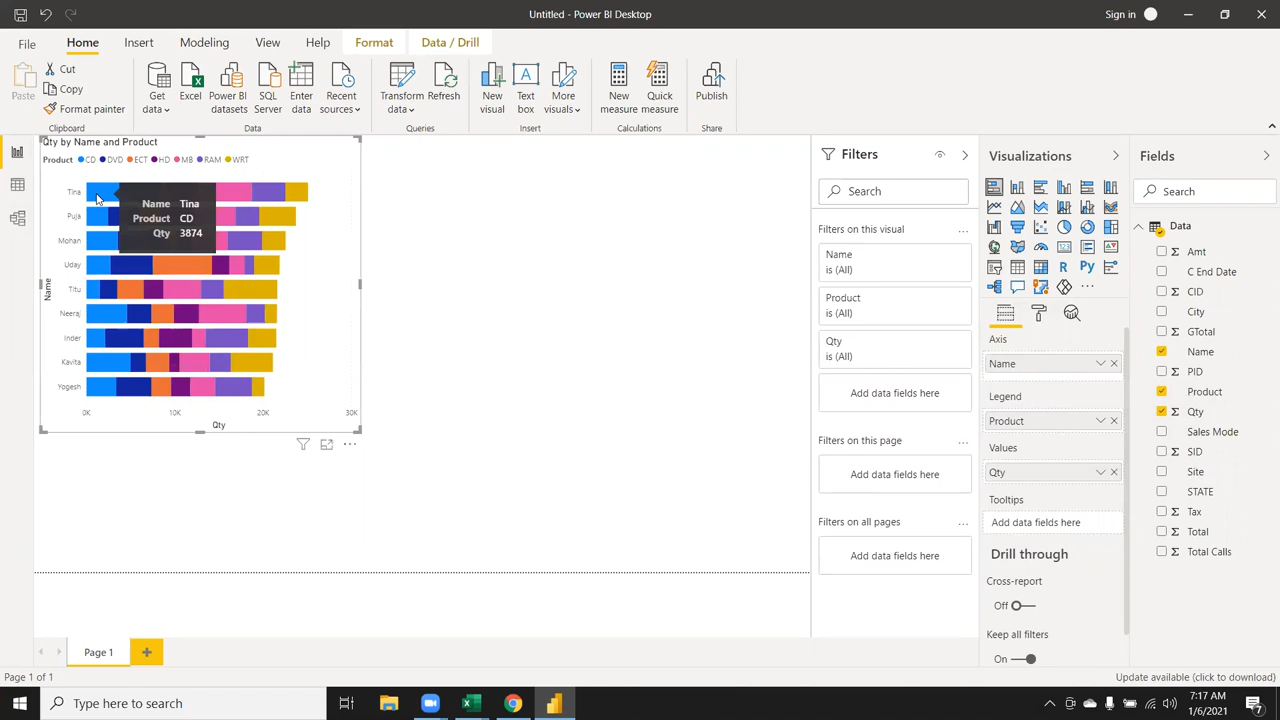 Untitled - Power BI Desktop
Sign in
File
Home
Insert
Modeling
View
Help
Format
Data / Drill
Paste
Cut
Copy
Format painter
Clipboard
Get data
Excel
Power BI datasets
SQL Server
Enter data
Recent sources
Data
Transform data
Refresh
Queries
New visual
Text box
More visuals
Insert
New measure
Quick measure
Calculations
Publish
Share
Qty by Name and Product
Product CD DVD ECT HD MB RAM WRT
Tina
Puja
Mohan
Uday
Titu
Neeraj
Inder
Kavita
Yogesh
Name
Name Tina
Product CD
Qty 3874
0K 10K 20K 30K
Qty
Filters
Search
Filters on this visual
Name
is (All)
Product
is (All)
Qty
is (All)
Add data fields here
Filters on this page
Add data fields here
Filters on all pages
Add data fields here
Visualizations
R
Py
123
Axis
Name
Legend
Product
Values
Qty
Tooltips
Add data fields here
Drill through
Cross-report
Off
Keep all filters
On
Fields
Search
Data
Amt
C End Date
CID
City
GTotal
Name
PID
Product
Qty
Sales Mode
SID
Site
STATE
Tax
Total
Total Calls
Page 1
Page 1 of 1
Update available (click to download)
Type here to search
7:17 AM
1/6/2021